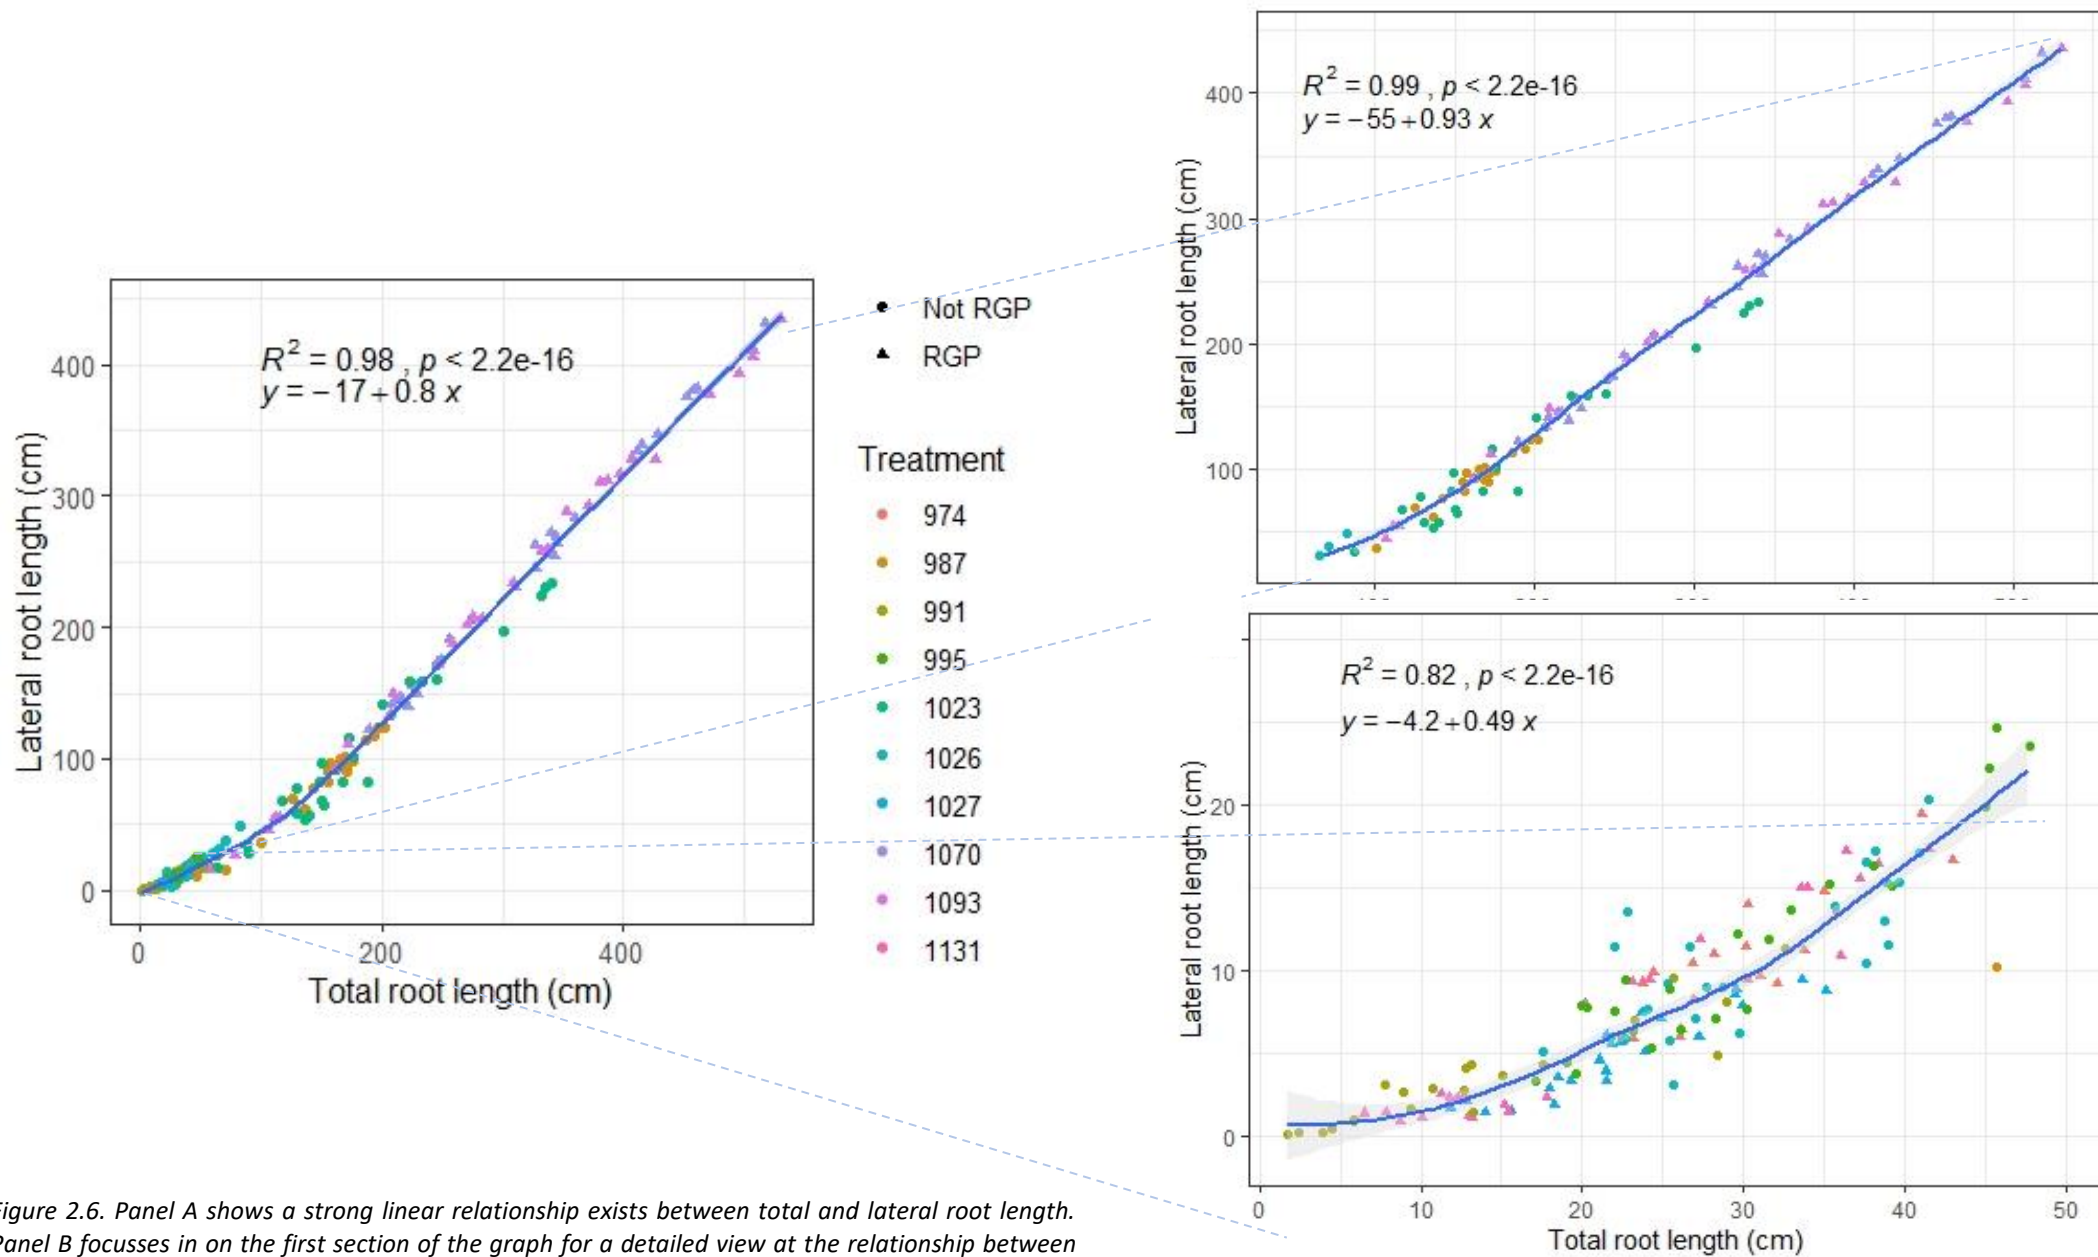 R² = 0.98 , p < 2.2e-16
y = −17+0.8 x
Lateral root length (cm)
400
300
200
100
0
0
200
400
Total root length (cm)
Not RGP
RGP
Treatment
974
987
991
995
1023
1026
1027
1070
1093
1131
R² = 0.99 , p < 2.2e-16
y = −55+0.93 x
Lateral root length (cm)
400
300
200
100
R² = 0.82 , p < 2.2e-16
y = −4.2+0.49 x
Lateral root length (cm)
20
10
0
0
10
20
30
40
50
Total root length (cm)
Figure 2.6. Panel A shows a strong linear relationship exists between total and lateral root length.
Panel B focusses in on the first section of the graph for a detailed view at the relationship between